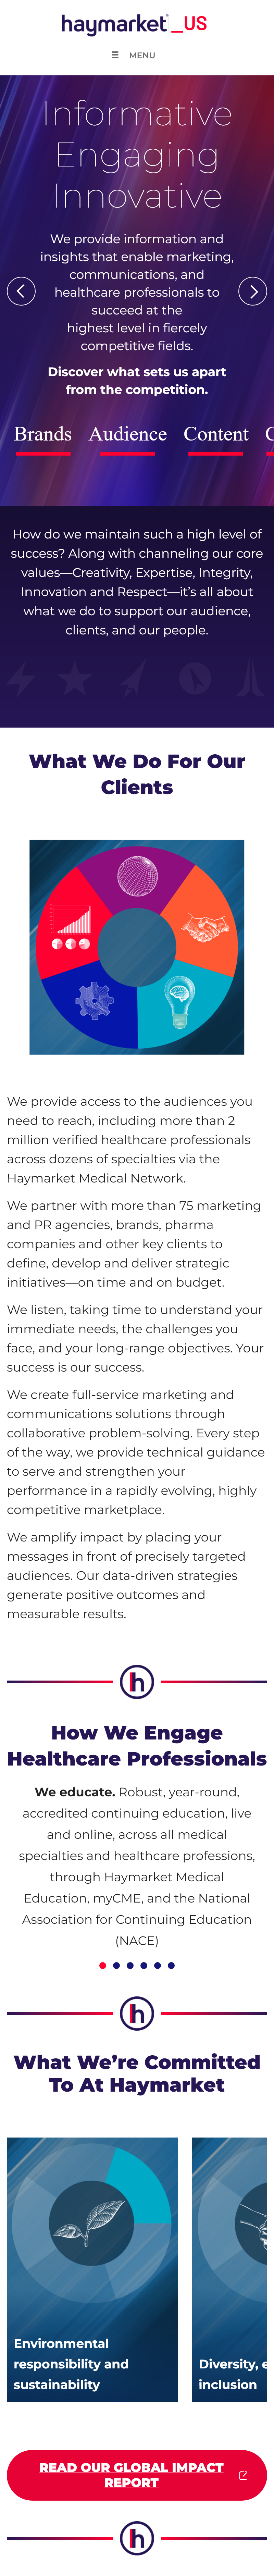 haymarket_US
☰ MENU
Informative
Engaging
Innovative
We provide information and
insights that enable marketing,
communications, and
healthcare professionals to
succeed at the
highest level in fiercely
competitive fields.
Discover what sets us apart
from the competition.
Brands Audience Content
How do we maintain such a high level of
success? Along with channeling our core
values—Creativity, Expertise, Integrity,
Innovation and Respect—it's all about
what we do to support our audience,
clients, and our people.
What We Do For Our
Clients
We provide access to the audiences you
need to reach, including more than 2
million verified healthcare professionals
across dozens of specialties via the
Haymarket Medical Network.
We partner with more than 75 marketing
and PR agencies, brands, pharma
companies and other key clients to
define, develop and deliver strategic
initiatives—on time and on budget.
We listen, taking time to understand your
immediate needs, the challenges you
face, and your long-range objectives. Your
success is our success.
We create full-service marketing and
communications solutions through
collaborative problem-solving. Every step
of the way, we provide technical guidance
to serve and strengthen your
performance in a rapidly evolving, highly
competitive marketplace.
We amplify impact by placing your
messages in front of precisely targeted
audiences. Our data-driven strategies
generate positive outcomes and
measurable results.
h
How We Engage
Healthcare Professionals
We educate. Robust, year-round,
accredited continuing education, live
and online, across all medical
specialties and healthcare professions,
through Haymarket Medical
Education, myCME, and the National
Association for Continuing Education
(NACE)
h
What We're Committed
To At Haymarket
Environmental
responsibility and
sustainability
Diversity, e
inclusion
READ OUR GLOBAL IMPACT
REPORT
h